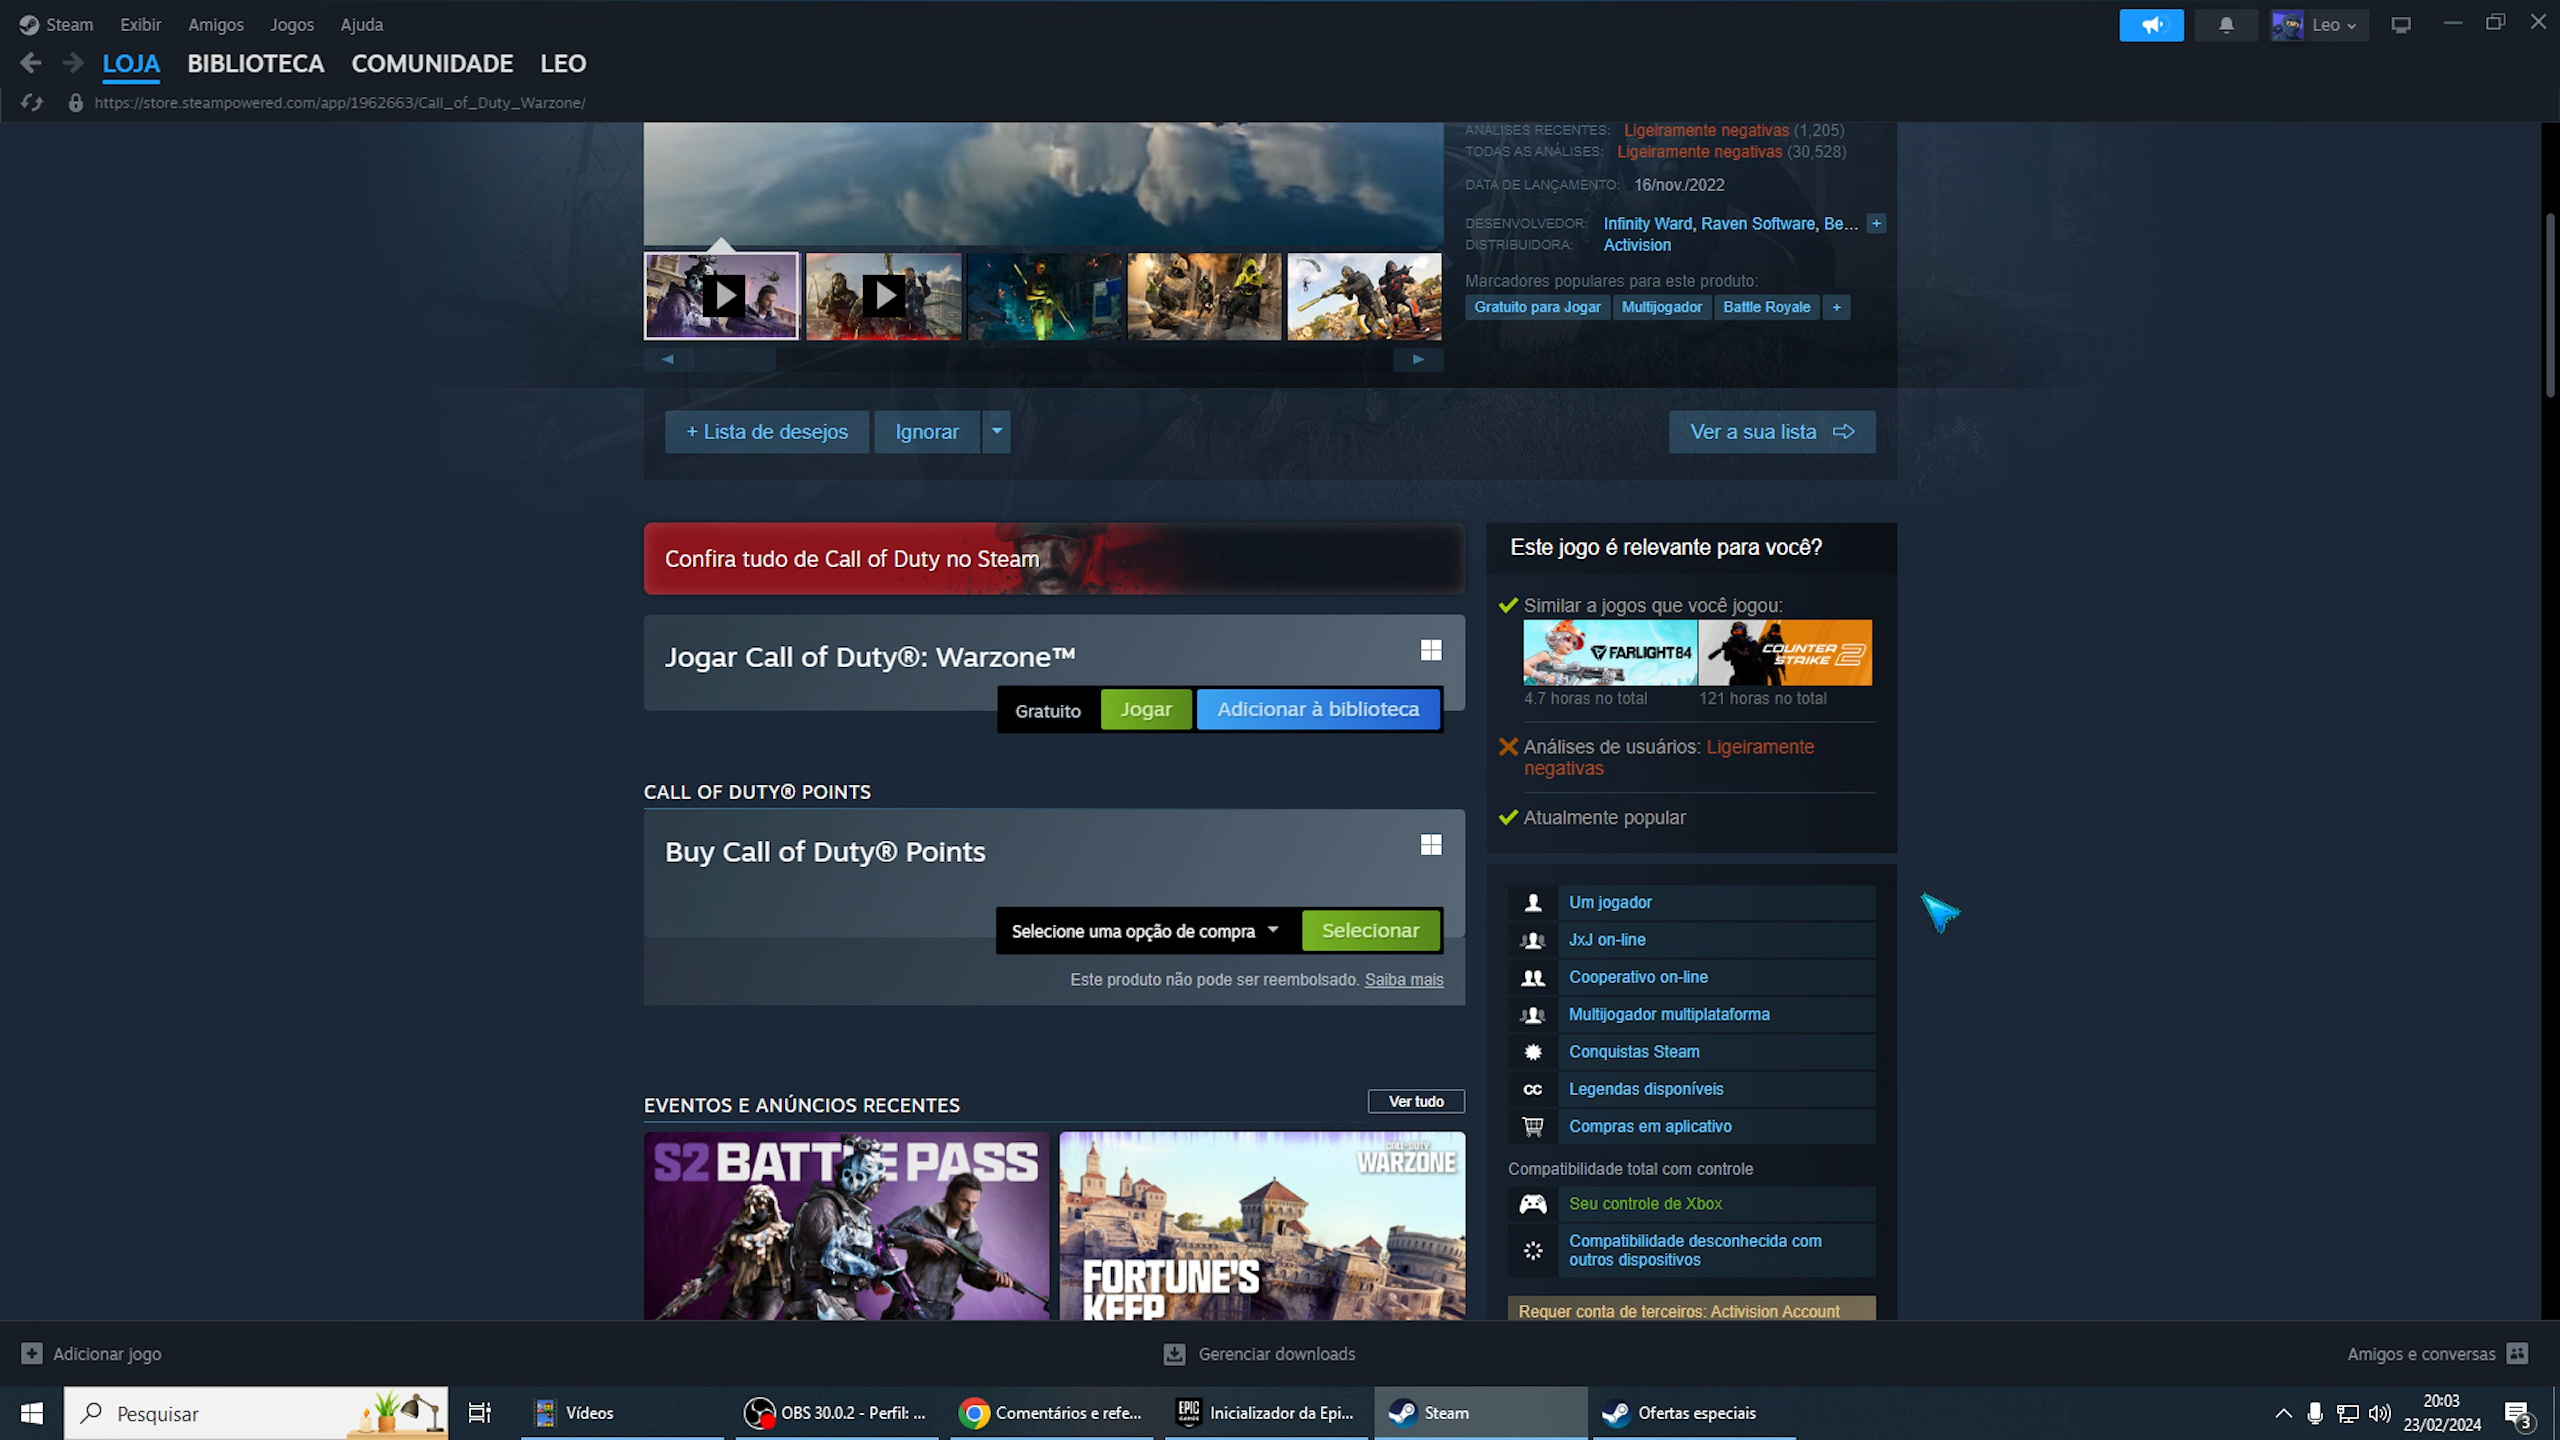 Steam Exibir Amigos Jogos Ajuda
Leo
LOJA BIBLIOTECA COMUNIDADE LEO
https://store.steampowered.com/app/1962663/Call_of_Duty_Warzone/
ANÁLISES RECENTES: Ligeiramente negativas (1,205)
TODAS AS ANÁLISES: Ligeiramente negativas (30,528)
DATA DE LANÇAMENTO: 16/nov./2022
DESENVOLVEDOR: Infinity Ward, Raven Software, Be... +
DISTRIBUIDORA: Activision
Marcadores populares para este produto:
Gratuito para Jogar Multijogador Battle Royale +
+ Lista de desejos Ignorar Ver a sua lista
Confira tudo de Call of Duty no Steam
Jogar Call of Duty®: Warzone™
Gratuito Jogar Adicionar à biblioteca
CALL OF DUTY® POINTS
Buy Call of Duty® Points
Selecione uma opção de compra Selecionar
Este produto não pode ser reembolsado. Saiba mais
EVENTOS E ANÚNCIOS RECENTES Ver tudo
S2 BATTLE PASS
CALL OF DUTY
WARZONE
FORTUNE'S
KEEP
Este jogo é relevante para você?
Similar a jogos que você jogou:
FARLIGHT84
COUNTER
STRIKE 2
4.7 horas no total 121 horas no total
Análises de usuários: Ligeiramente
negativas
Atualmente popular
Um jogador
JxJ on-line
Cooperativo on-line
Multijogador multiplataforma
Conquistas Steam
CC Legendas disponíveis
Compras em aplicativo
Compatibilidade total com controle
Seu controle de Xbox
Compatibilidade desconhecida com
outros dispositivos
Requer conta de terceiros: Activision Account
Adicionar jogo Gerenciar downloads Amigos e conversas
Pesquisar Vídeos OBS 30.0.2 - Perfil: ... Comentários e refe... EPIC GAMES Inicializador da Epi... Steam Ofertas especiais
20:03
23/02/2024
3